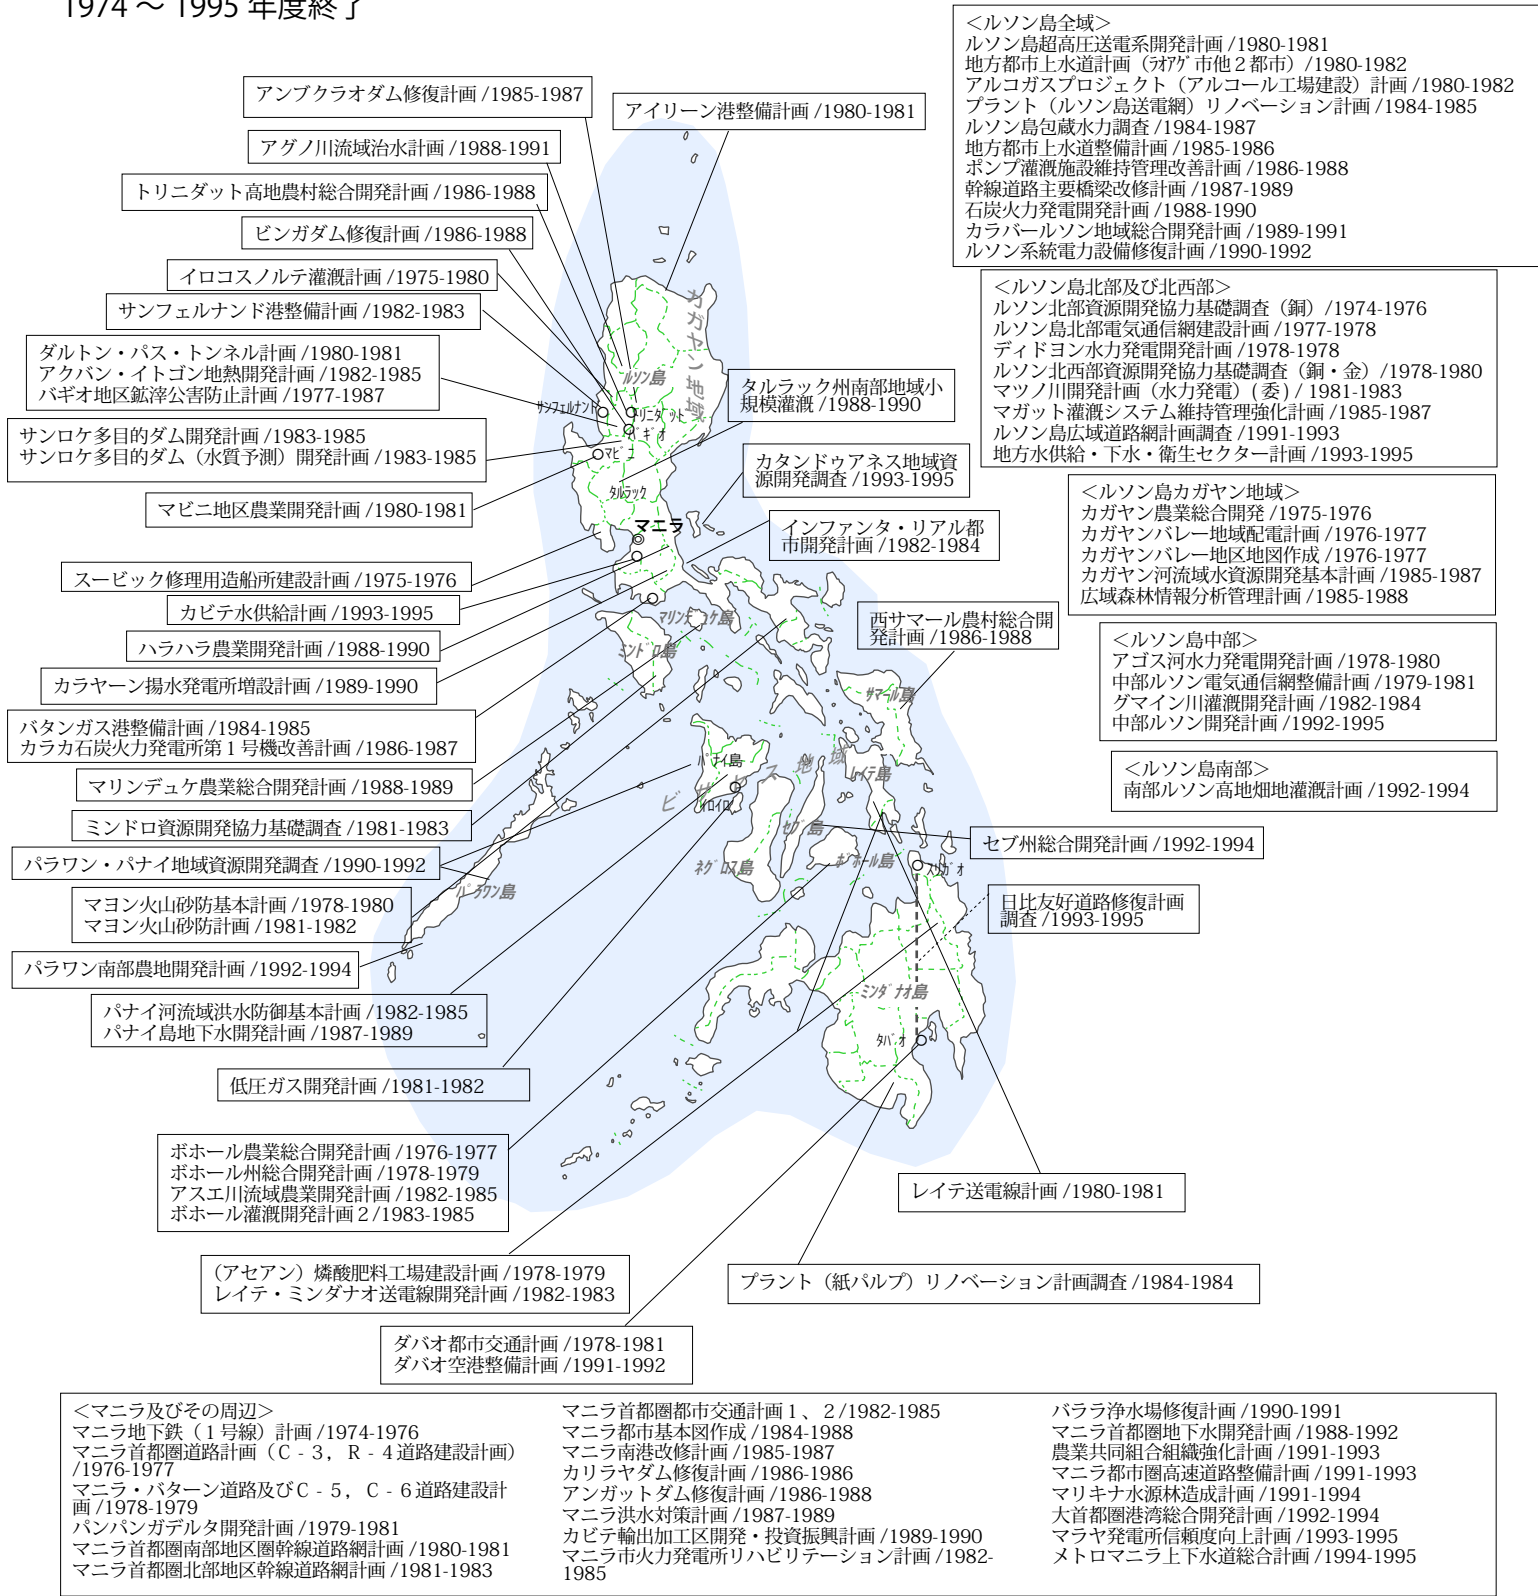 1974 ～ 1995 年度終了
＜ルソン島全域＞
ルソン島超高圧送電系開発計画 /1980-1981
地方都市上水道計画（ﾗｵｱｸﾞ市他２都市）/1980-1982
アルコガスプロジェクト（アルコール工場建設）計画 /1980-1982
プラント（ルソン島送電網）リノベーション計画 /1984-1985
ルソン島包蔵水力調査 /1984-1987
地方都市上水道整備計画 /1985-1986
ポンプ灌漑施設維持管理改善計画 /1986-1988
幹線道路主要橋梁改修計画 /1987-1989
石炭火力発電開発計画 /1988-1990
カラバールソン地域総合開発計画 /1989-1991
ルソン系統電力設備修復計画 /1990-1992
アンブクラオダム修復計画 /1985-1987
アイリーン港整備計画 /1980-1981
アグノ川流域治水計画 /1988-1991
トリニダット高地農村総合開発計画 /1986-1988
ビンガダム修復計画 /1986-1988
イロコスノルテ灌漑計画 /1975-1980
サンフェルナンド港整備計画 /1982-1983
ダルトン・パス・トンネル計画 /1980-1981
アクパン・イトゴン地熱開発計画 /1982-1985
バギオ地区鉱滓公害防止計画 /1977-1987
サンロケ多目的ダム開発計画 /1983-1985
サンロケ多目的ダム（水質予測）開発計画 /1983-1985
マビニ地区農業開発計画 /1980-1981
スービック修理用造船所建設計画 /1975-1976
カビテ水供給計画 /1993-1995
ハラハラ農業開発計画 /1988-1990
カラヤーン揚水発電所増設計画 /1989-1990
バタンガス港整備計画 /1984-1985
カラカ石炭火力発電所第１号機改善計画 /1986-1987
マリンデュケ農業総合開発計画 /1988-1989
ミンドロ資源開発協力基礎調査 /1981-1983
パラワン・パナイ地域資源開発調査 /1990-1992
マヨン火山砂防基本計画 /1978-1980
マヨン火山砂防計画 /1981-1982
パラワン南部農地開発計画 /1992-1994
パナイ河流域洪水防御基本計画 /1982-1985
パナイ島地下水開発計画 /1987-1989
低圧ガス開発計画 /1981-1982
ボホール農業総合開発計画 /1976-1977
ボホール州総合開発計画 /1978-1979
アスエ川流域農業開発計画 /1982-1985
ボホール灌漑開発計画２/1983-1985
（アセアン）燐酸肥料工場建設計画 /1978-1979
レイテ・ミンダナオ送電線開発計画 /1982-1983
ダバオ都市交通計画 /1978-1981
ダバオ空港整備計画 /1991-1992
カガヤン地域
ルソン島
サンフェルナント
トリニダット
バギオ
マビニ
タルラック
マニラ
マリンデュケ島
ミンドロ島
サマール島
パナイ島
ビサヤス地域
レイテ島
イロイロ
セブ島
ネグロス島
ボホール島
スリガオ
パラワン島
ミンダナオ島
タバオ
タルラック州南部地域小
規模灌漑 /1988-1990
カタンドゥアネス地域資
源開発調査 /1993-1995
インファンタ・リアル都
市開発計画 /1982-1984
西サマール農村総合開
発計画 /1986-1988
セブ州総合開発計画 /1992-1994
日比友好道路修復計画
調査 /1993-1995
レイテ送電線計画 /1980-1981
プラント（紙パルプ）リノベーション計画調査 /1984-1984
＜ルソン島北部及び北西部＞
ルソン北部資源開発協力基礎調査（銅）/1974-1976
ルソン島北部電気通信網建設計画 /1977-1978
ディドヨン水力発電開発計画 /1978-1978
ルソン北西部資源開発協力基礎調査（銅・金）/1978-1980
マツノ川開発計画（水力発電）( 委 ) / 1981-1983
マガット灌漑システム維持管理強化計画 /1985-1987
ルソン島広域道路網計画調査 /1991-1993
地方水供給・下水・衛生セクター計画 /1993-1995
＜ルソン島カガヤン地域＞
カガヤン農業総合開発 /1975-1976
カガヤンバレー地域配電計画 /1976-1977
カガヤンバレー地区地図作成 /1976-1977
カガヤン河流域水資源開発基本計画 /1985-1987
広域森林情報分析管理計画 /1985-1988
＜ルソン島中部＞
アゴス河水力発電開発計画 /1978-1980
中部ルソン電気通信網整備計画 /1979-1981
グマイン川灌漑開発計画 /1982-1984
中部ルソン開発計画 /1992-1995
＜ルソン島南部＞
南部ルソン高地畑地灌漑計画 /1992-1994
＜マニラ及びその周辺＞
マニラ地下鉄（１号線）計画 /1974-1976
マニラ首都圏道路計画（Ｃ - 3，Ｒ - 4 道路建設計画）
/1976-1977
マニラ・バターン道路及びＣ - 5，Ｃ - 6 道路建設計
画 /1978-1979
パンパンガデルタ開発計画 /1979-1981
マニラ首都圏南部地区圏幹線道路網計画 /1980-1981
マニラ首都圏北部地区幹線道路網計画 /1981-1983
マニラ首都圏都市交通計画１、２/1982-1985
マニラ都市基本図作成 /1984-1988
マニラ南港改修計画 /1985-1987
カリラヤダム修復計画 /1986-1986
アンガットダム修復計画 /1986-1988
マニラ洪水対策計画 /1987-1989
カビテ輸出加工区開発・投資振興計画 /1989-1990
マニラ市火力発電所リハビリテーション計画 /1982-
1985
バララ浄水場修復計画 /1990-1991
マニラ首都圏地下水開発計画 /1988-1992
農業共同組合組織強化計画 /1991-1993
マニラ都市圏高速道路整備計画 /1991-1993
マリキナ水源林造成計画 /1991-1994
大首都圏港湾総合開発計画 /1992-1994
マラヤ発電所信頼度向上計画 /1993-1995
メトロマニラ上下水道総合計画 /1994-1995